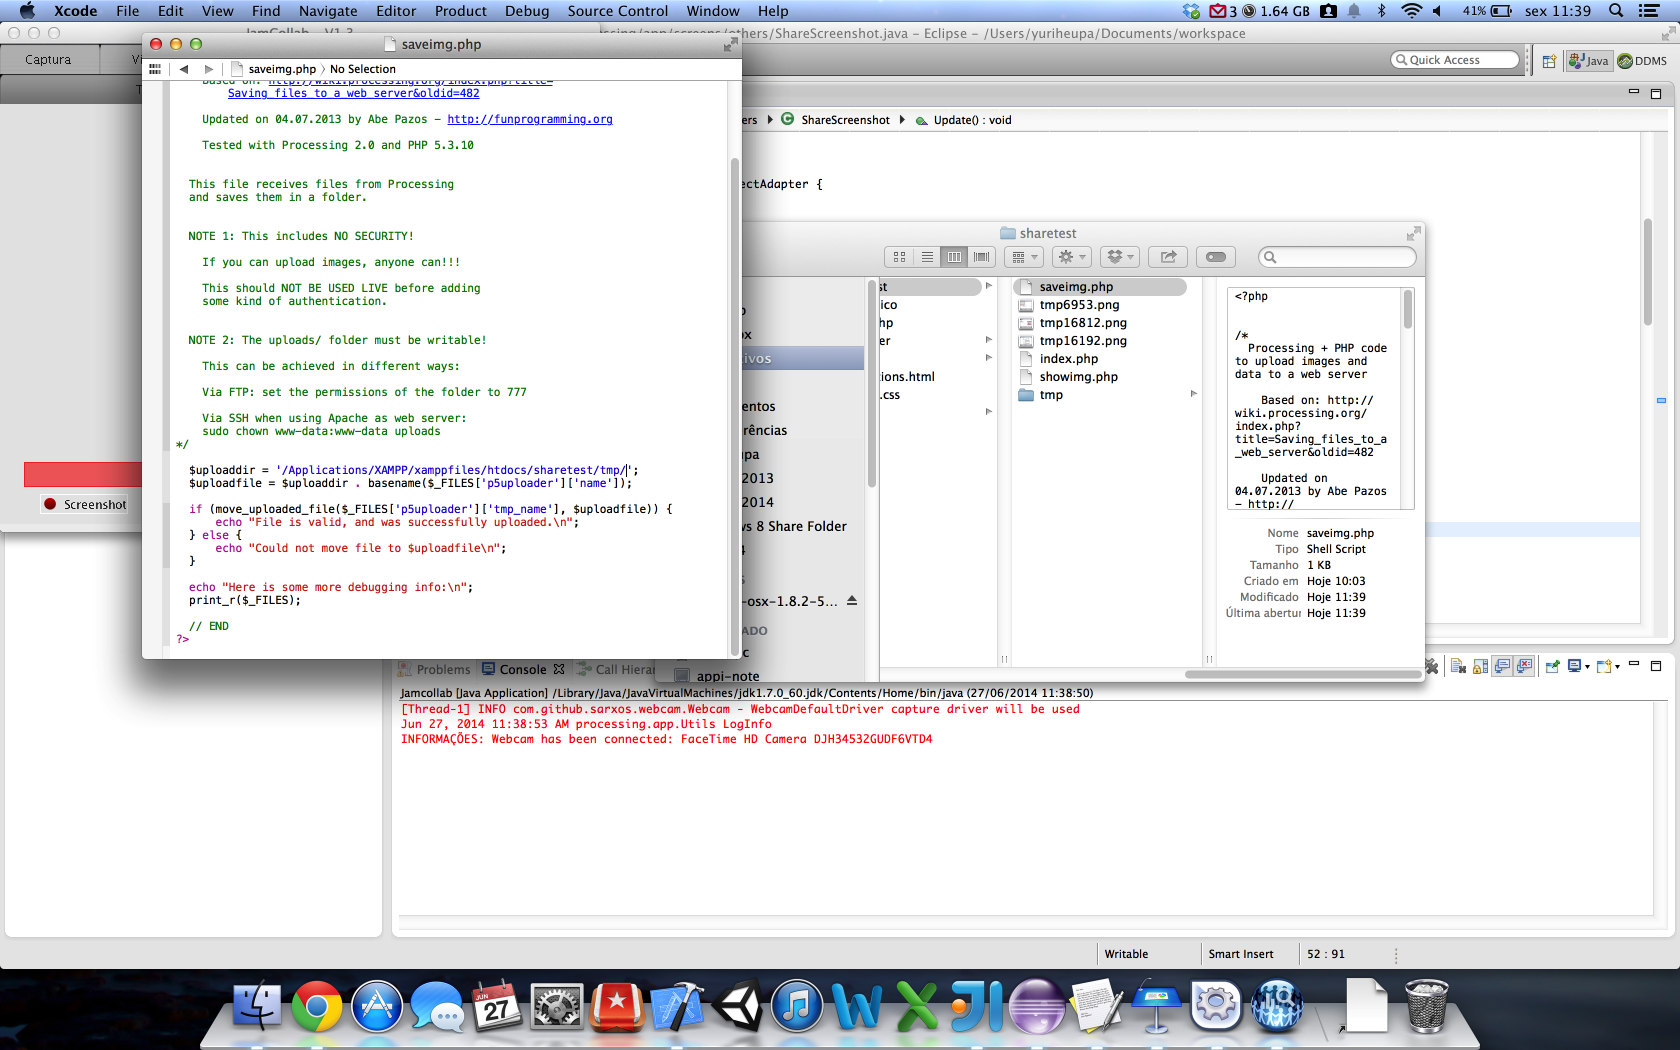 Xcode File Edit View Find Navigate Editor Product Debug Source Control Window Help
3 1.64 GB 41% sex 11:39
JamCollab - V1.3
/app/screens/others/ShareScreenshot.java - Eclipse - /Users/yuriheupa/Documents/workspace
Captura
Quick Access
Java
DDMS
saveimg.php
saveimg.php No Selection
Based on: http://wiki.processing.org/index.php?title=
Saving_files_to_a_web_server&oldid=482
Updated on 04.07.2013 by Abe Pazos - http://funprogramming.org
Tested with Processing 2.0 and PHP 5.3.10
This file receives files from Processing
and saves them in a folder.
NOTE 1: This includes NO SECURITY!
If you can upload images, anyone can!!!
This should NOT BE USED LIVE before adding
some kind of authentication.
NOTE 2: The uploads/ folder must be writable!
This can be achieved in different ways:
Via FTP: set the permissions of the folder to 777
Via SSH when using Apache as web server:
sudo chown www-data:www-data uploads
*/
$uploaddir = '/Applications/XAMPP/xamppfiles/htdocs/sharetest/tmp/';
$uploadfile = $uploaddir . basename($_FILES['p5uploader']['name']);
if (move_uploaded_file($_FILES['p5uploader']['tmp_name'], $uploadfile)) {
echo "File is valid, and was successfully uploaded.\n";
} else {
echo "Could not move file to $uploadfile\n";
}
echo "Here is some more debugging info:\n";
print_r($_FILES);
// END
?>
Screenshot
ers ShareScreenshot Update() : void
ectAdapter {
sharetest
ivos
entos
rências
upa
2013
2014
vs 8 Share Folder
-osx-1.8.2-5...
ADO
appi-note
st
ico
hp
er
ions.html
.css
saveimg.php
tmp6953.png
tmp16812.png
tmp16192.png
index.php
showimg.php
tmp
<?php
/*
Processing + PHP code
to upload images and
data to a web server
Based on: http://
wiki.processing.org/
index.php?
title=Saving_files_to_a
_web_server&oldid=482
Updated on
04.07.2013 by Abe Pazos
- http://
Nome saveimg.php
Tipo Shell Script
Tamanho 1 KB
Criado em Hoje 10:03
Modificado Hoje 11:39
Última abertur Hoje 11:39
Problems Console Call Hierar
Jamcollab [Java Application] /Library/Java/JavaVirtualMachines/jdk1.7.0_60.jdk/Contents/Home/bin/java (27/06/2014 11:38:50)
[Thread-1] INFO com.github.sarxos.webcam.Webcam - WebcamDefaultDriver capture driver will be used
Jun 27, 2014 11:38:53 AM processing.app.Utils LogInfo
INFORMAÇÕES: Webcam has been connected: FaceTime HD Camera DJH34532GUDF6VTD4
Writable Smart Insert 52 : 91
JUN
27